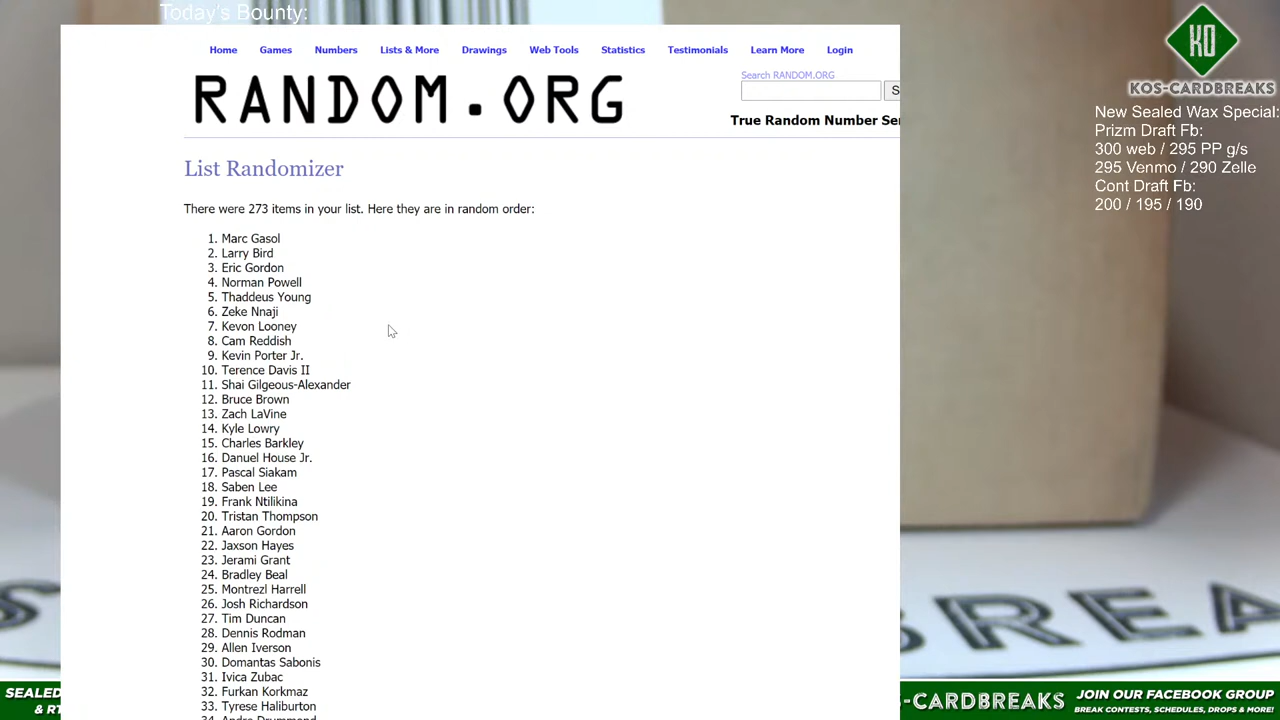 Today's Bounty:
Home Games Numbers Lists & More Drawings Web Tools Statistics Testimonials Learn More Login
RANDOM.ORG
Search RANDOM.ORG
S
True Random Number Ser
List Randomizer
There were 273 items in your list. Here they are in random order:
1. Marc Gasol
2. Larry Bird
3. Eric Gordon
4. Norman Powell
5. Thaddeus Young
6. Zeke Nnaji
7. Kevon Looney
8. Cam Reddish
9. Kevin Porter Jr.
10. Terence Davis II
11. Shai Gilgeous-Alexander
12. Bruce Brown
13. Zach LaVine
14. Kyle Lowry
15. Charles Barkley
16. Danuel House Jr.
17. Pascal Siakam
18. Saben Lee
19. Frank Ntilikina
20. Tristan Thompson
21. Aaron Gordon
22. Jaxson Hayes
23. Jerami Grant
24. Bradley Beal
25. Montrezl Harrell
26. Josh Richardson
27. Tim Duncan
28. Dennis Rodman
29. Allen Iverson
30. Domantas Sabonis
31. Ivica Zubac
32. Furkan Korkmaz
33. Tyrese Haliburton
34. Andre Drummond
KO
KOS-CARDBREAKS
New Sealed Wax Special:
Prizm Draft Fb:
300 web / 295 PP g/s
295 Venmo / 290 Zelle
Cont Draft Fb:
200 / 195 / 190
S
BREA
SEALED
& RT
S-CARDBREAKS
JOIN OUR FACEBOOK GROUP
BREAK CONTESTS, SCHEDULES, DROPS & MORE!